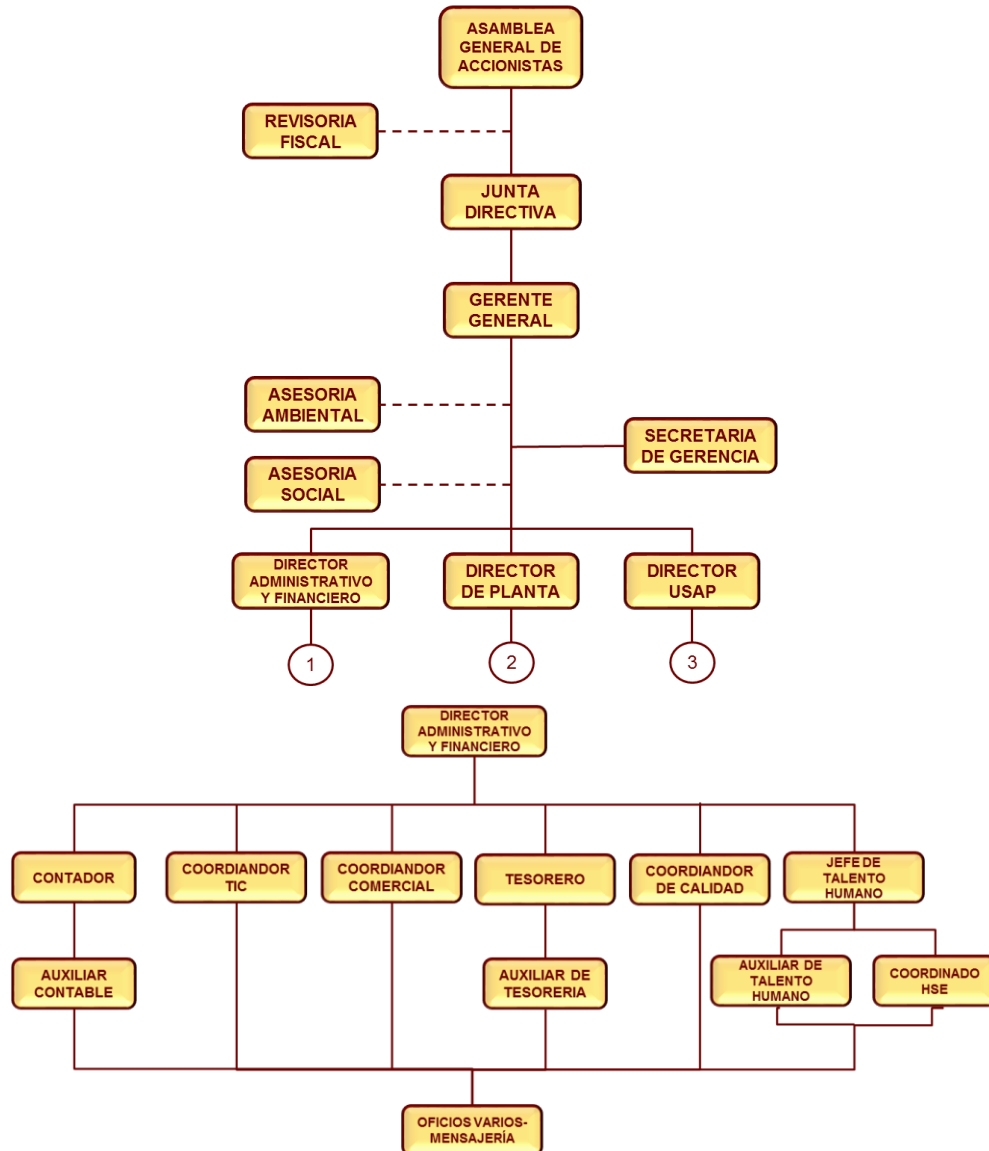 ASAMBLEA
GENERAL DE
ACCIONISTAS
REVISORIA
FISCAL
JUNTA
DIRECTIVA
GERENTE
GENERAL
ASESORIA
AMBIENTAL
SECRETARIA
DE GERENCIA
ASESORIA
SOCIAL
DIRECTOR
ADMINISTRATIVO
Y FINANCIERO
DIRECTOR
DE PLANTA
DIRECTOR
USAP
1
2
3
DIRECTOR
ADMINISTRATIVO
Y FINANCIERO
CONTADOR
COORDIANDOR
TIC
COORDIANDOR
COMERCIAL
TESORERO
COORDIANDOR
DE CALIDAD
JEFE DE
TALENTO
HUMANO
AUXILIAR
CONTABLE
AUXILIAR DE
TESORERIA
AUXILIAR DE
TALENTO
HUMANO
COORDINADO
HSE
OFICIOS VARIOS-
MENSAJERÍA